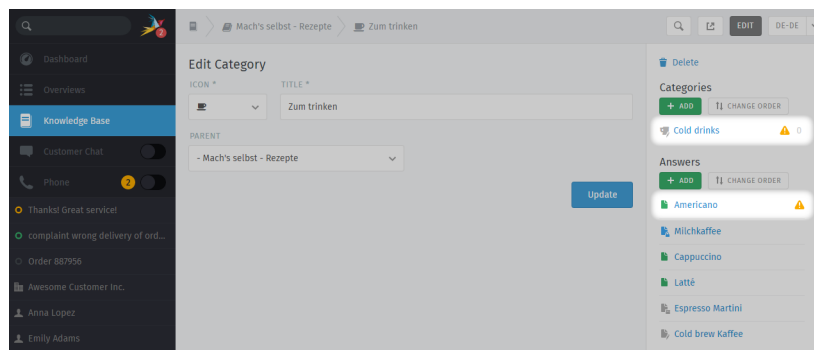 2
Mach's selbst - Rezepte
Zum trinken
EDIT
DE-DE
Dashboard
Overviews
Knowledge Base
Customer Chat
Phone
2
Thanks! Great service!
complaint wrong delivery of ord...
Order 887956
Awesome Customer Inc.
Anna Lopez
Emily Adams
Edit Category
ICON *
TITLE *
Zum trinken
PARENT
- Mach's selbst - Rezepte
Update
Delete
Categories
+ ADD
CHANGE ORDER
Cold drinks
0
Answers
+ ADD
CHANGE ORDER
Americano
Milchkaffee
Cappuccino
Lattè
Espresso Martini
Cold brew Kaffee